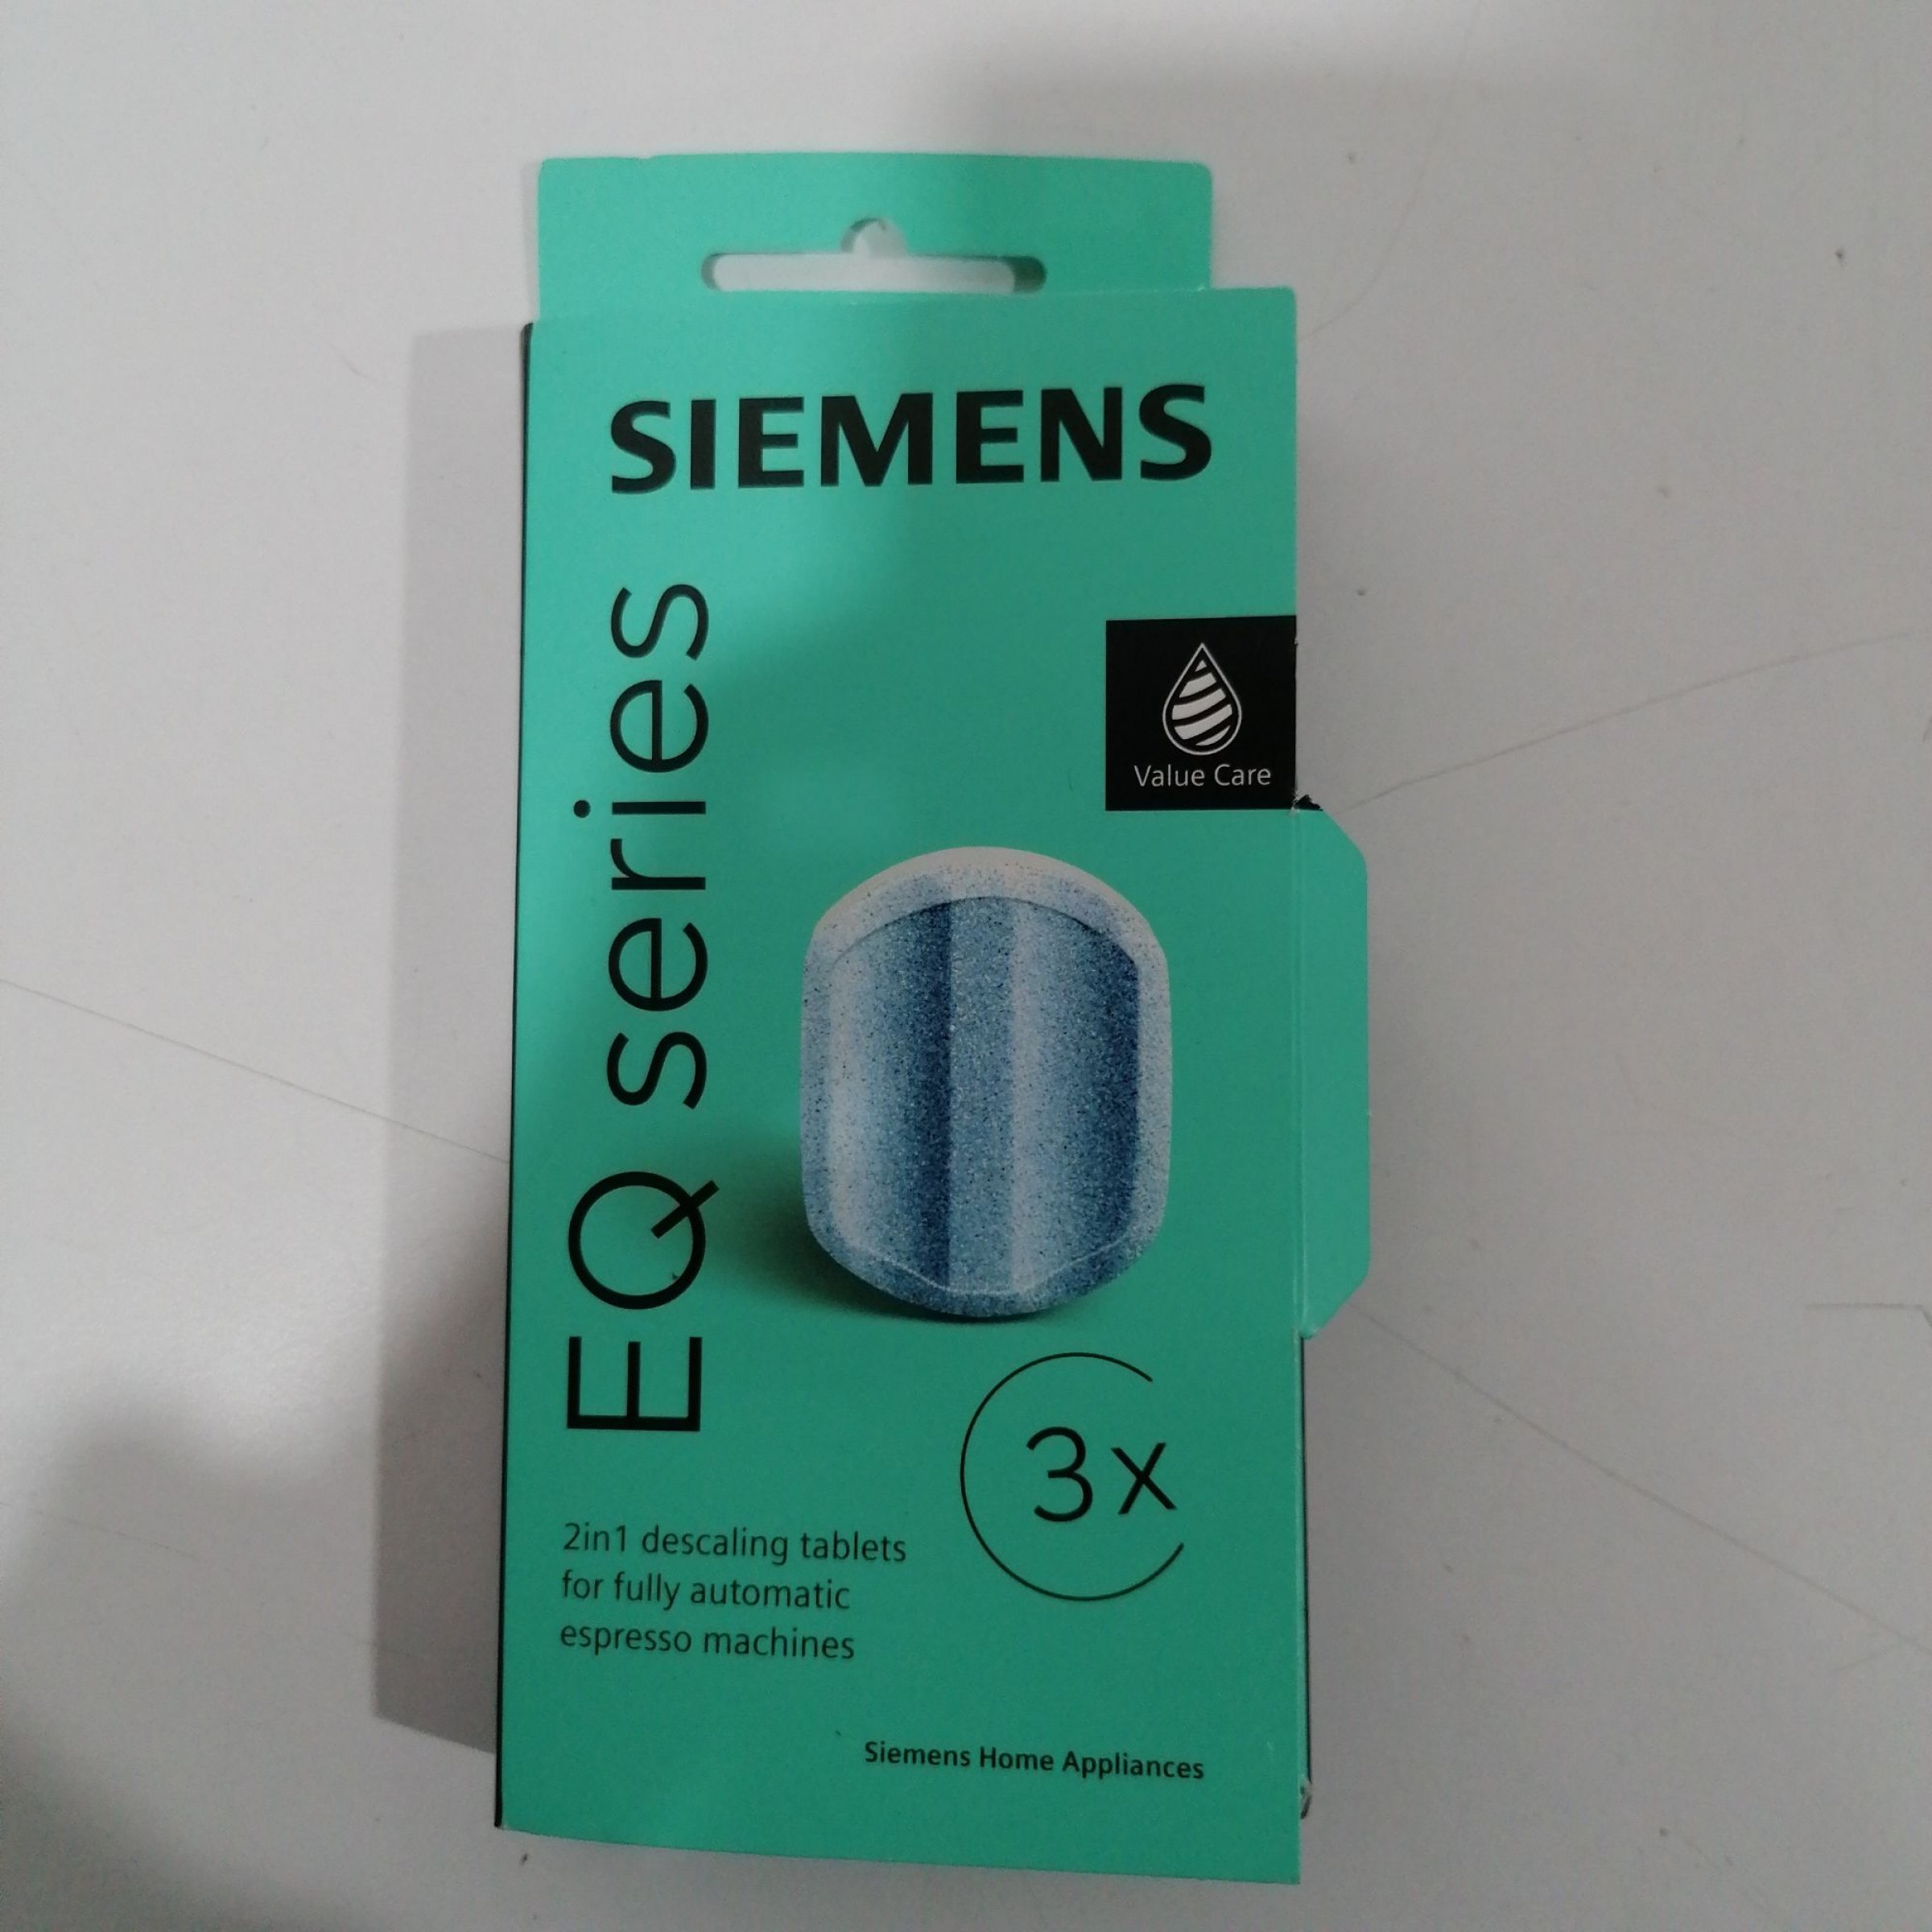 SIEMENS
EQ series
Value Care
3x
2in1 descaling tablets
for fully automatic
espresso machines
Siemens Home Appliances